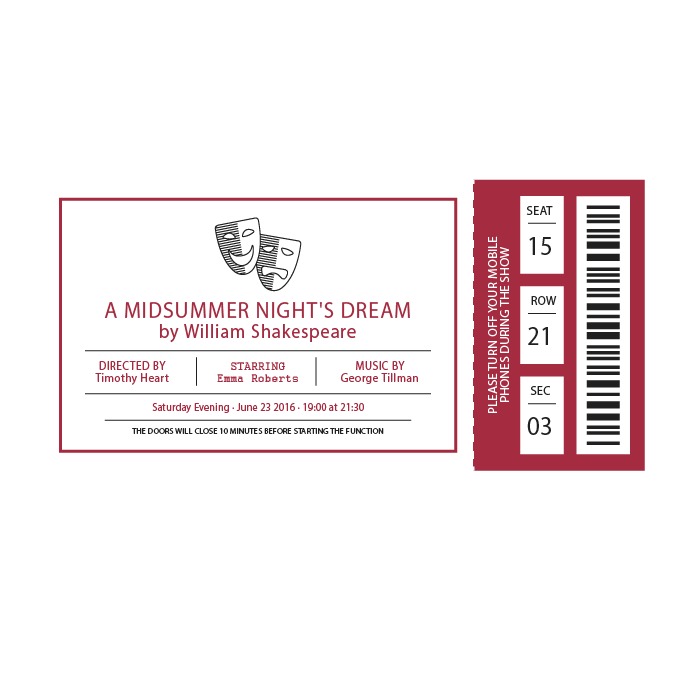 A MIDSUMMER NIGHT'S DREAM
by William Shakespeare
DIRECTED BY
Timothy Heart
STARRING
Emma Roberts
MUSIC BY
George Tillman
Saturday Evening · June 23 2016 · 19:00 at 21:30
THE DOORS WILL CLOSE 10 MINUTES BEFORE STARTING THE FUNCTION
PLEASE TURN OFF YOUR MOBILE
PHONES DURING THE SHOW
SEAT
15
ROW
21
SEC
03